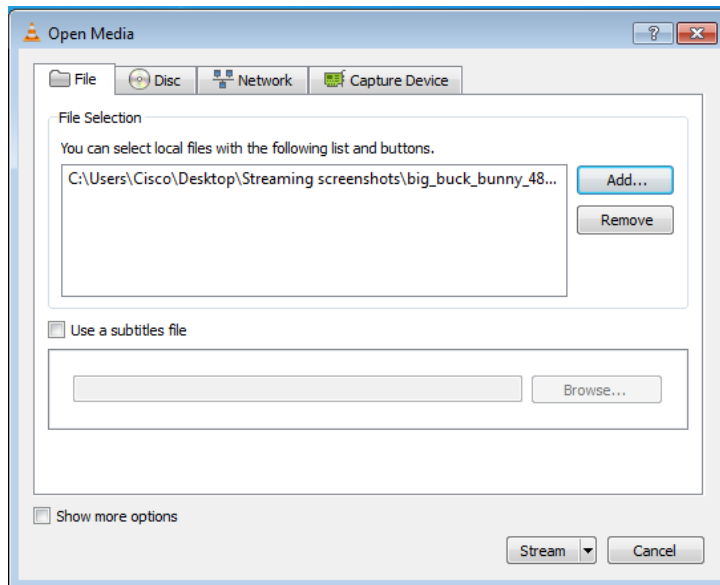 Open Media
File
Disc
Network
Capture Device
File Selection
You can select local files with the following list and buttons.
C:\Users\Cisco\Desktop\Streaming screenshots\big_buck_bunny_48...
Add...
Remove
Use a subtitles file
Browse...
Show more options
Stream
Cancel